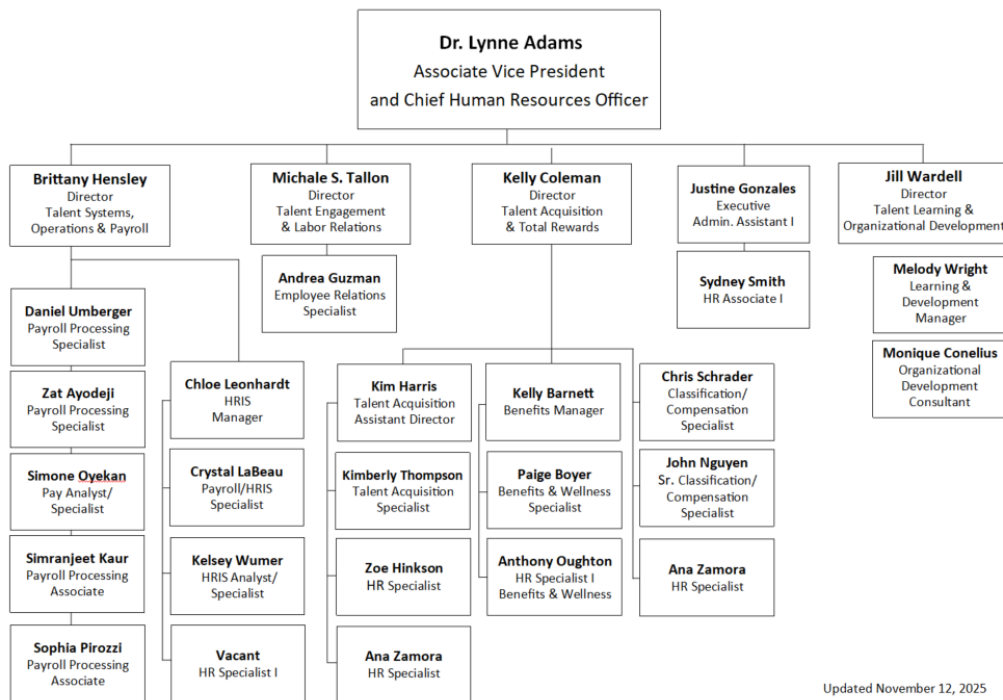 Dr. Lynne Adams
Associate Vice President
and Chief Human Resources Officer
Brittany Hensley
Director
Talent Systems,
Operations & Payroll
Michale S. Tallon
Director
Talent Engagement
& Labor Relations
Kelly Coleman
Director
Talent Acquisition
& Total Rewards
Justine Gonzales
Executive
Admin. Assistant I
Jill Wardell
Director
Talent Learning &
Organizational Development
Andrea Guzman
Employee Relations
Specialist
Sydney Smith
HR Associate I
Melody Wright
Learning &
Development
Manager
Monique Conelius
Organizational
Development
Consultant
Daniel Umberger
Payroll Processing
Specialist
Zat Ayodeji
Payroll Processing
Specialist
Simone Oyekan
Pay Analyst/
Specialist
Simranjeet Kaur
Payroll Processing
Associate
Sophia Pirozzi
Payroll Processing
Associate
Chloe Leonhardt
HRIS
Manager
Crystal LaBeau
Payroll/HRIS
Specialist
Kelsey Wumer
HRIS Analyst/
Specialist
Vacant
HR Specialist I
Kim Harris
Talent Acquisition
Assistant Director
Kimberly Thompson
Talent Acquisition
Specialist
Zoe Hinkson
HR Specialist
Ana Zamora
HR Specialist
Kelly Barnett
Benefits Manager
Paige Boyer
Benefits & Wellness
Specialist
Anthony Oughton
HR Specialist I
Benefits & Wellness
Chris Schrader
Classification/
Compensation
Specialist
John Nguyen
Sr. Classification/
Compensation
Specialist
Ana Zamora
HR Specialist
Updated November 12, 2025